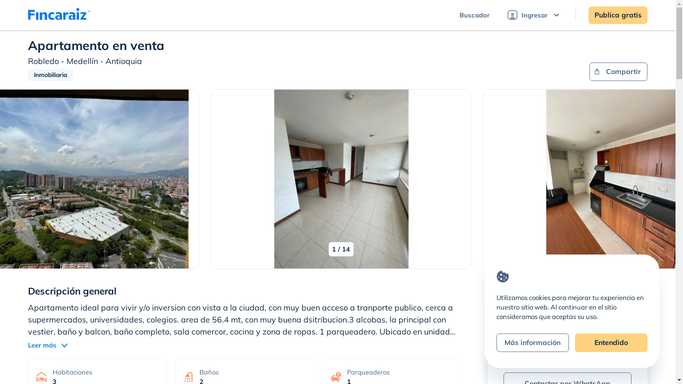 Fincaraiz
Buscador
Ingresar
Publica gratis
Apartamento en venta
Robledo - Medellín - Antioquia
Inmobiliaria
Compartir
1 / 14
Descripción general
Apartamento ideal para vivir y/o inversion con vista a la ciudad, con muy buen acceso a tranporte publico, cerca a
supermercados, universidades, colegios. area de 56.4 mt, con muy buena dsitribucion.3 alcobas, la principal con
vestier, baño y balcon, baño completo, sala comercor, cocina y zona de ropas. 1 parqueadero. Ubicado en unidad...
Leer más
Habitaciones
3
Baños
2
Parqueaderos
1
Utilizamos cookies para mejorar tu experiencia en
nuestro sitio web. Al continuar en el sitio
consideramos que aceptas su uso.
Más información
Entendido
Contactar por WhatsApp